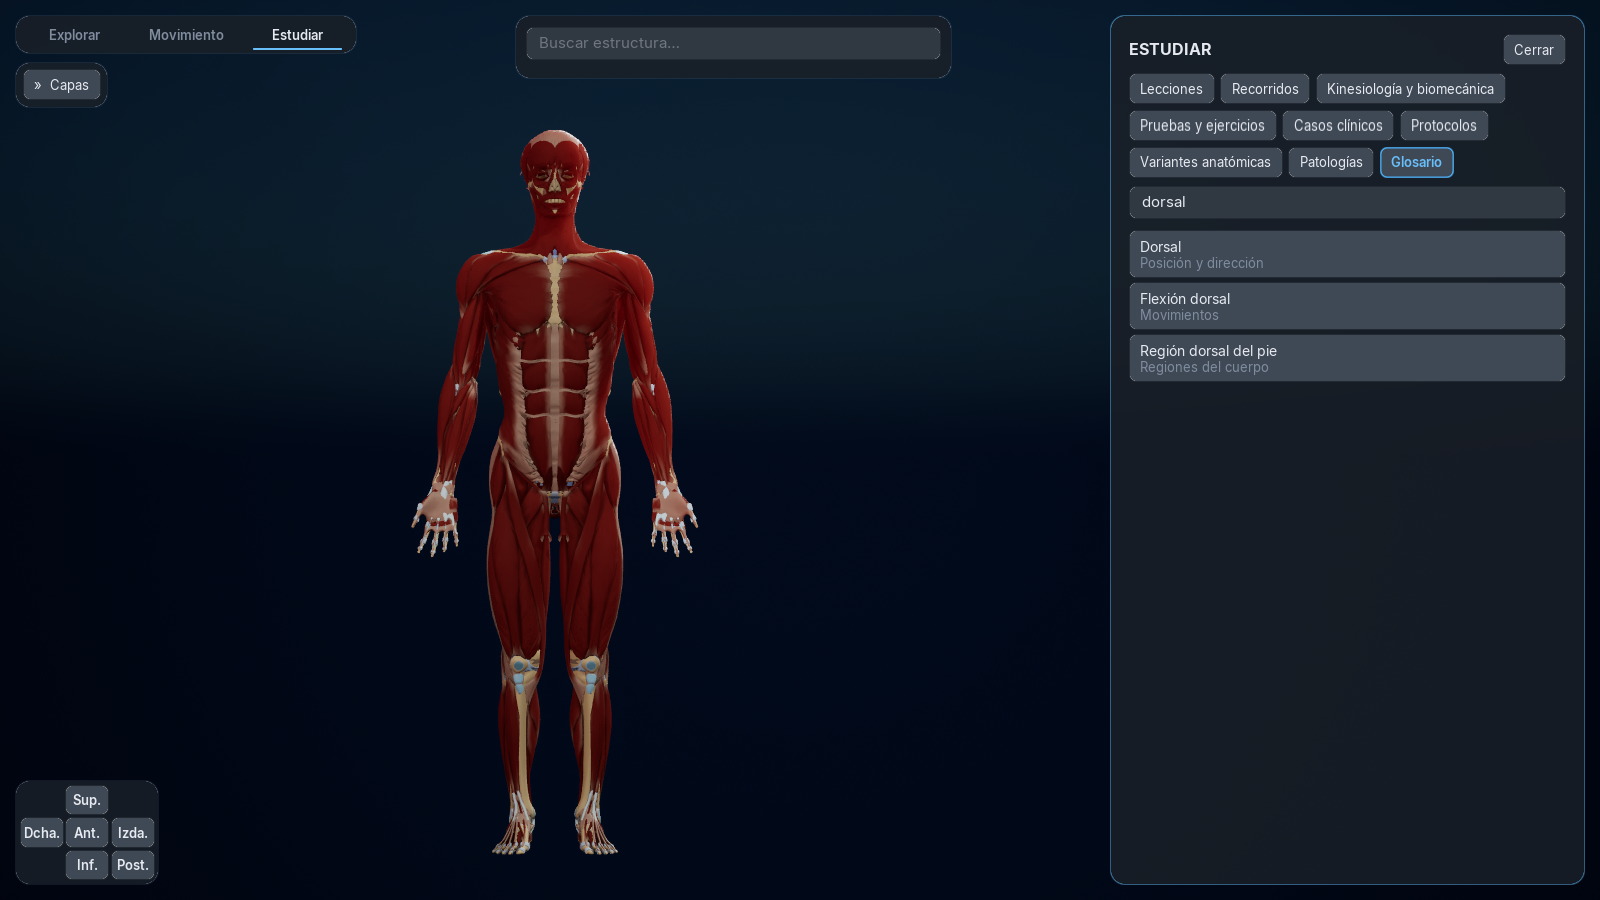 Explorar
Movimiento
Estudiar
» Capas
Buscar estructura...
ESTUDIAR
Cerrar
Lecciones
Recorridos
Kinesiología y biomecánica
Pruebas y ejercicios
Casos clínicos
Protocolos
Variantes anatómicas
Patologías
Glosario
dorsal
Dorsal
Posición y dirección
Flexión dorsal
Movimientos
Región dorsal del pie
Regiones del cuerpo
Sup.
Dcha.
Ant.
Izda.
Inf.
Post.